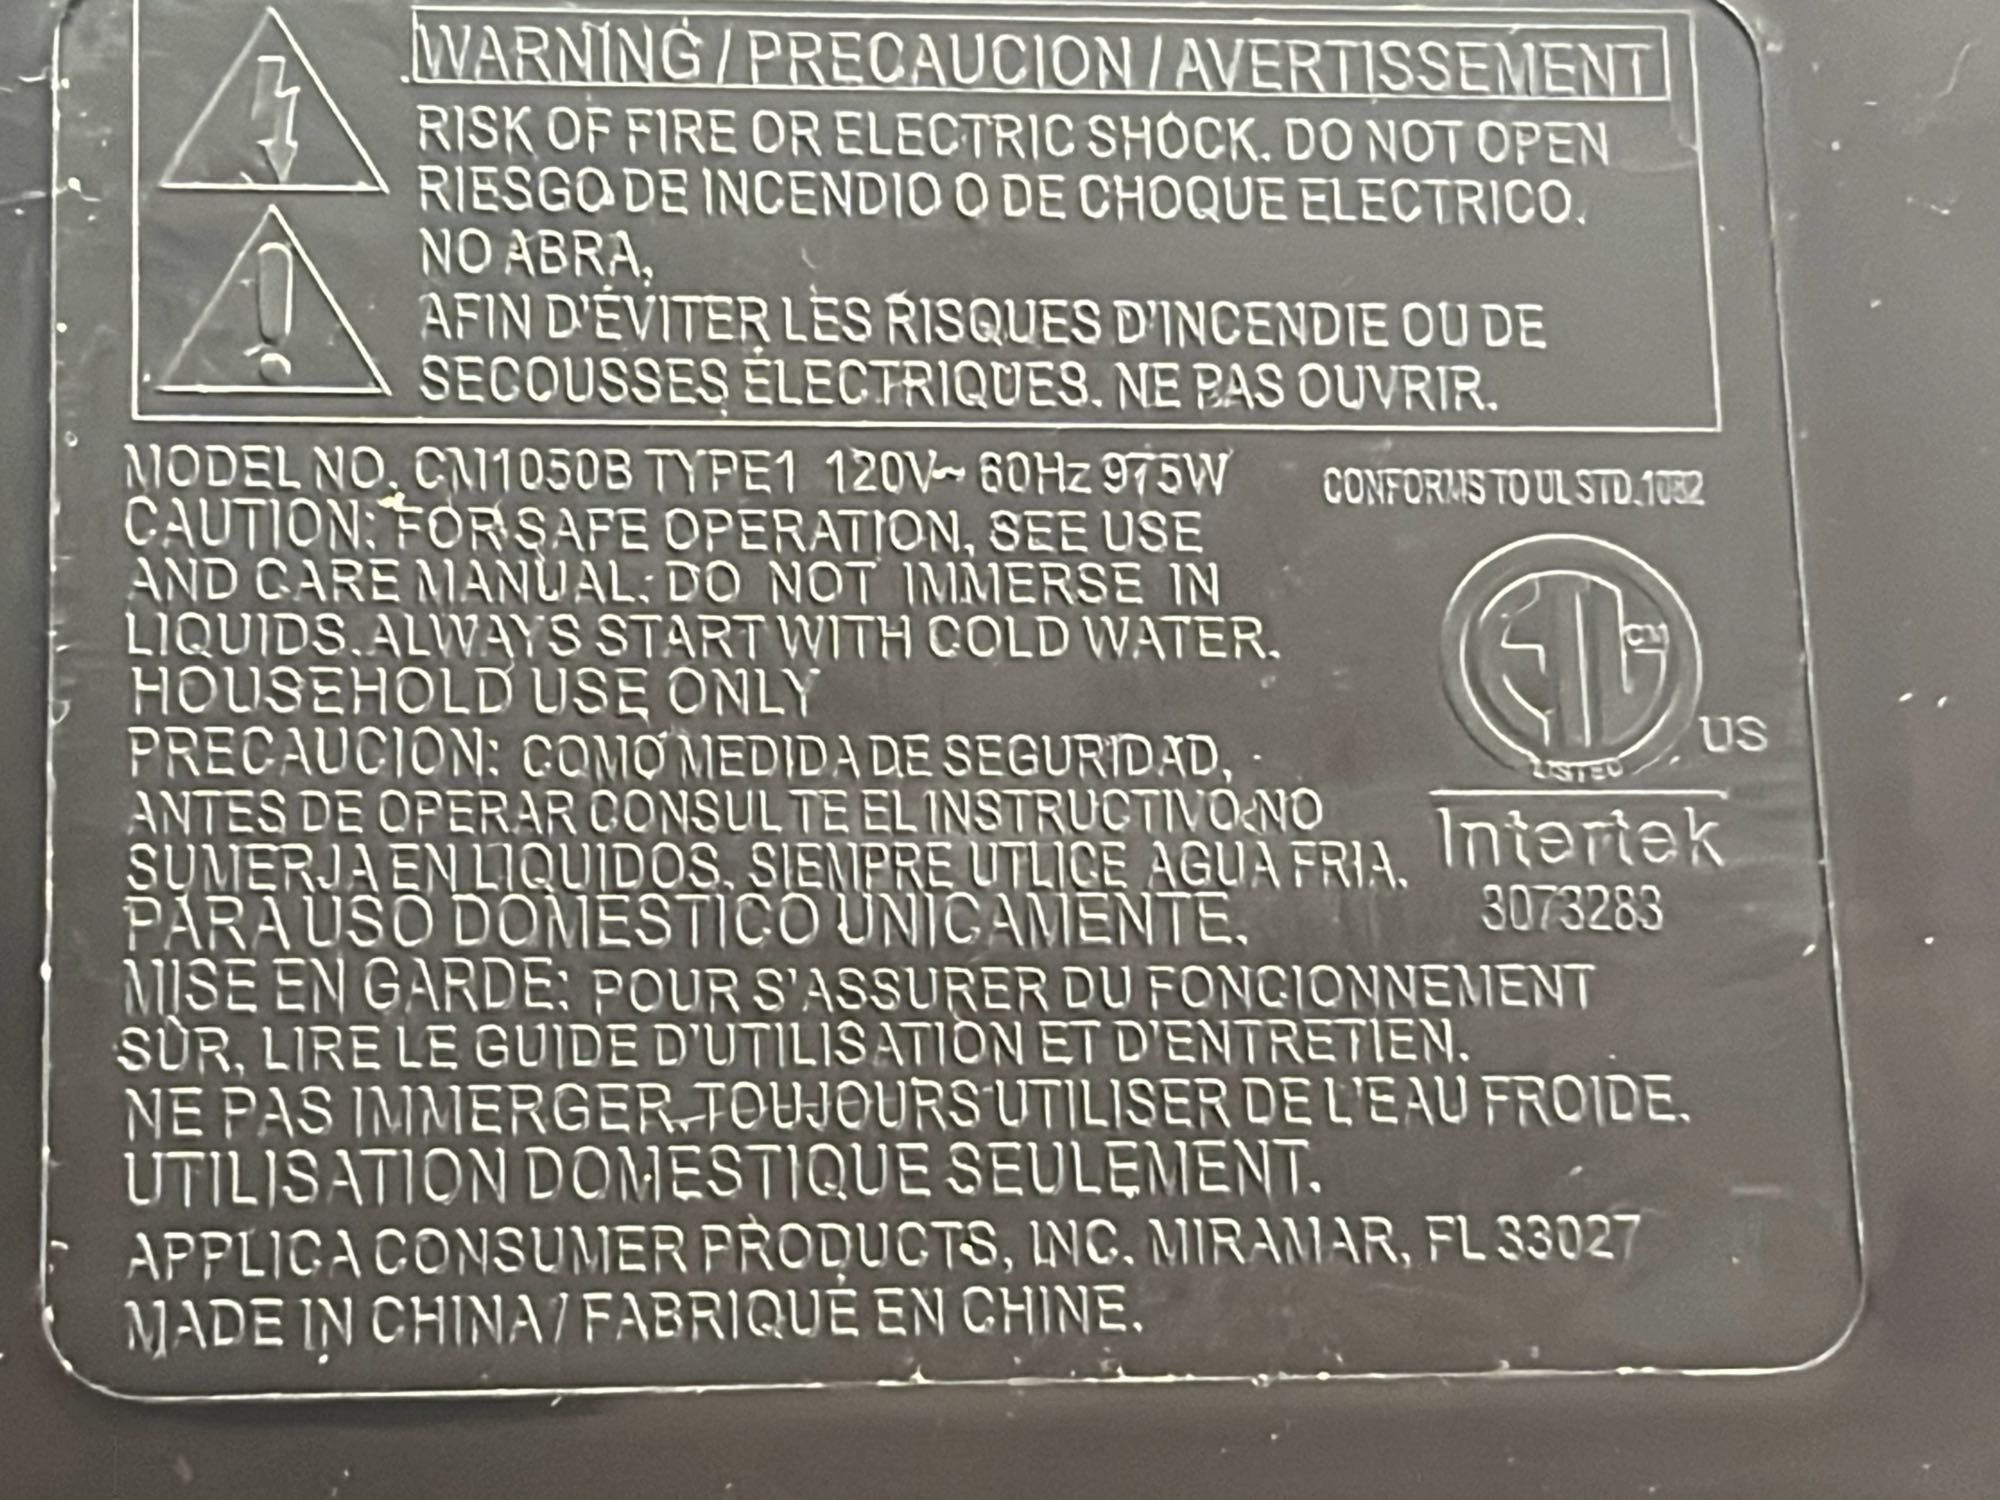 WARNING / PRECAUCION / AVERTISSEMENT
RISK OF FIRE OR ELECTRIC SHOCK. DO NOT OPEN
RIESGO DE INCENDIO O DE CHOQUE ELECTRICO.
NO ABRA,
AFIN D'ÉVITER LES RISQUES D'INCENDIE OU DE
SECOUSSES ÉLECTRIQUES. NE PAS OUVRIR.
MODEL NO. CM1050B TYPE1 120V~ 60Hz 975W
CONFORMS TO UL STD.1082
CAUTION: FOR SAFE OPERATION, SEE USE
AND CARE MANUAL: DO NOT IMMERSE IN
LIQUIDS. ALWAYS START WITH COLD WATER.
HOUSEHOLD USE ONLY
PRECAUCION: COMO MEDIDA DE SEGURIDAD,
ANTES DE OPERAR CONSULTE EL INSTRUCTIVO. NO
SUMERJA EN LIQUIDOS. SIEMPRE UTLICE AGUA FRIA.
PARA USO DOMESTICO UNICAMENTE.
CM
LISTED
US
Intertek
3073283
MISE EN GARDE: POUR S'ASSURER DU FONCIONNEMENT
SÛR, LIRE LE GUIDE D'UTILISATION ET D'ENTRETIEN.
NE PAS IMMERGER. TOUJOURS UTILISER DE L'EAU FROIDE.
UTILISATION DOMESTIQUE SEULEMENT.
APPLICA CONSUMER PRODUCTS, INC. MIRAMAR, FL 33027
MADE IN CHINA / FABRIQUÉ EN CHINE.